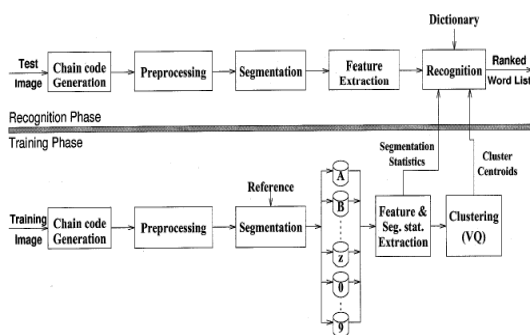 Dictionary
Test
Image
Chain code
Generation
Preprocessing
Segmentation
Feature
Extraction
Recognition
Ranked
Word List
Recognition Phase
Training Phase
Segmentation
Statistics
Cluster
Centroids
Reference
Training
Image
Chain code
Generation
Preprocessing
Segmentation
A
B
z
0
9
Feature &
Seg. stat.
Extraction
Clustering
(VQ)